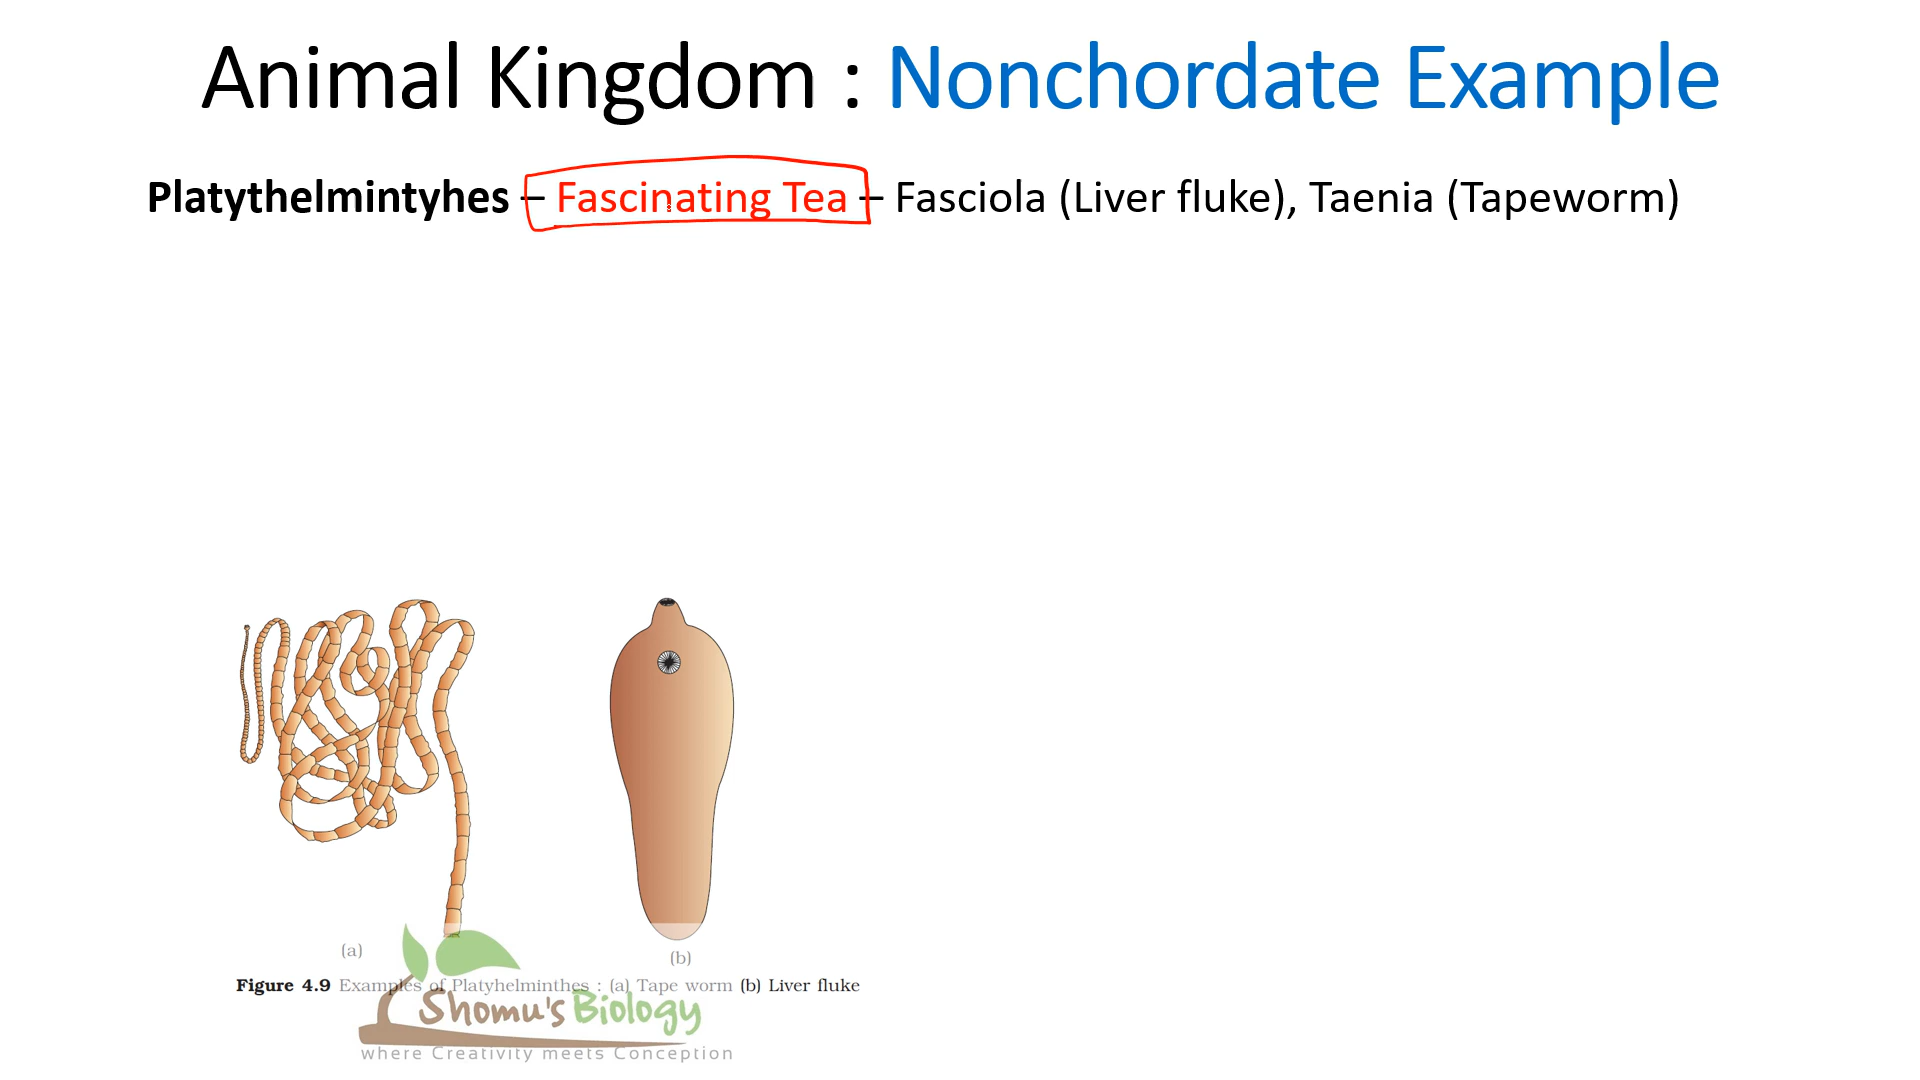 Animal Kingdom : Nonchordate Example
Platythelmintyhes – Fascinating Tea – Fasciola (Liver fluke), Taenia (Tapeworm)
(a)
(b)
Figure 4.9 Examples of Platyhelminthes : (a) Tape worm (b) Liver fluke
Shomu's Biology
where Creativity meets Conception